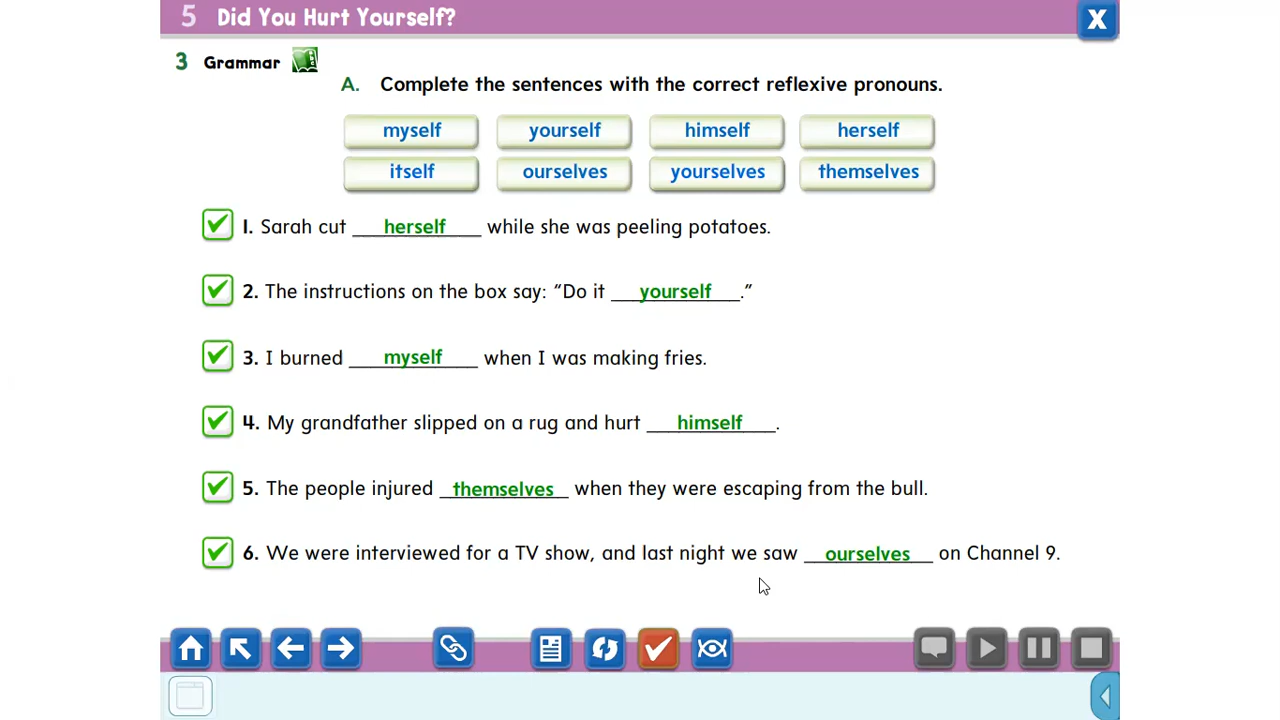 5 Did You Hurt Yourself?
X
3 Grammar
A. Complete the sentences with the correct reflexive pronouns.
myself yourself himself herself
itself ourselves yourselves themselves
1. Sarah cut herself while she was peeling potatoes.
2. The instructions on the box say: “Do it yourself.”
3. I burned myself when I was making fries.
4. My grandfather slipped on a rug and hurt himself.
5. The people injured themselves when they were escaping from the bull.
6. We were interviewed for a TV show, and last night we saw ourselves on Channel 9.